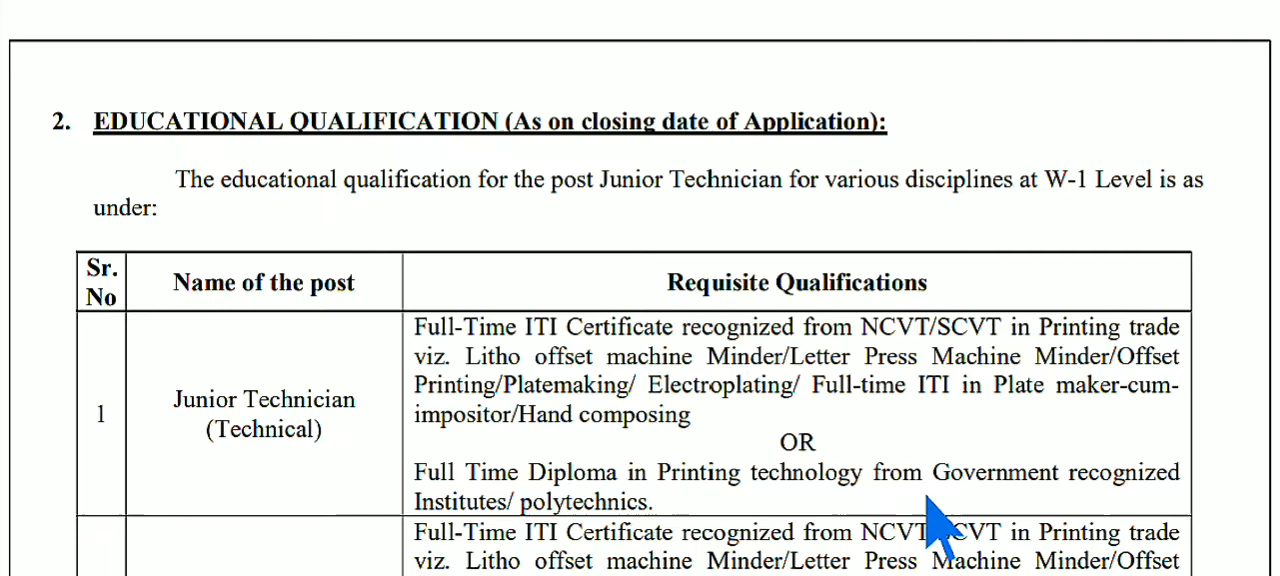 2. EDUCATIONAL QUALIFICATION (As on closing date of Application):
The educational qualification for the post Junior Technician for various disciplines at W-1 Level is as
under:
Sr. No
Name of the post
Requisite Qualifications
1
Junior Technician
(Technical)
Full-Time ITI Certificate recognized from NCVT/SCVT in Printing trade
viz. Litho offset machine Minder/Letter Press Machine Minder/Offset
Printing/Platemaking/ Electroplating/ Full-time ITI in Plate maker-cum-
impositor/Hand composing
OR
Full Time Diploma in Printing technology from Government recognized
Institutes/ polytechnics.
Full-Time ITI Certificate recognized from NCVT/SCVT in Printing trade
viz. Litho offset machine Minder/Letter Press Machine Minder/Offset